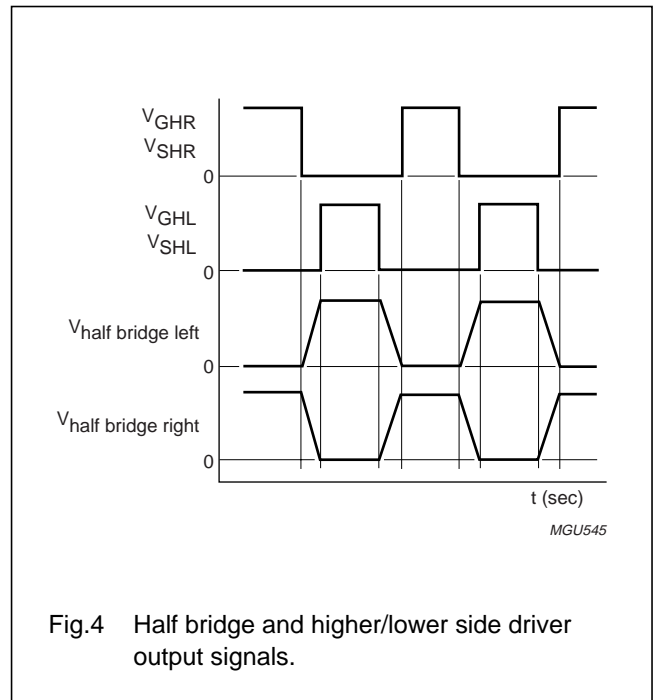 VGHR
VSHR
0
VGHL
VSHL
0
Vhalf bridge left
0
Vhalf bridge right
0
t (sec)
MGU545
Fig.4 Half bridge and higher/lower side driver
output signals.